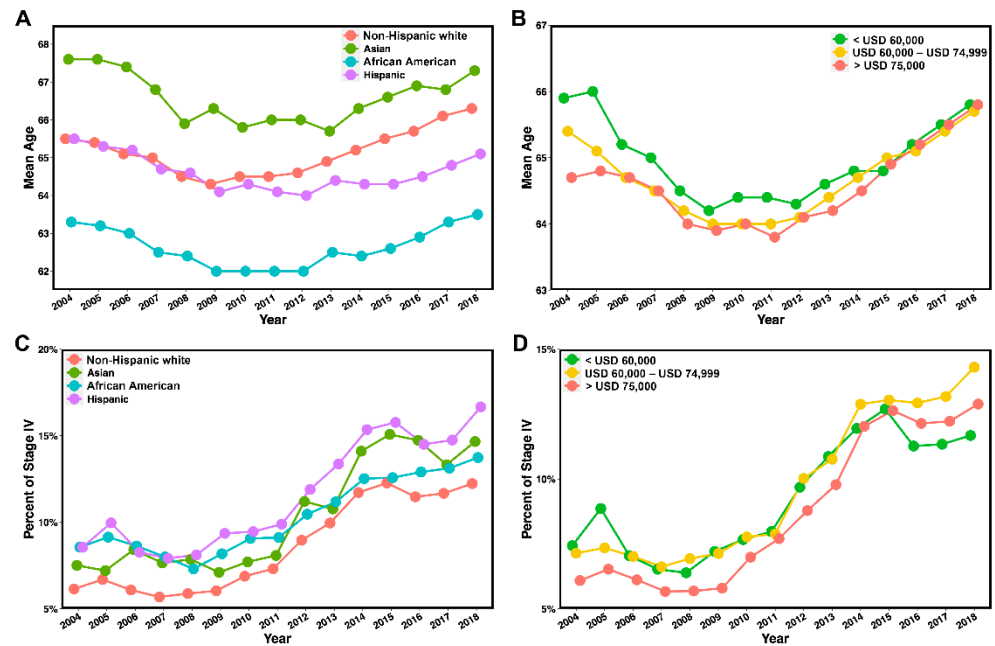 A
68
67
66
65
64
63
62
Mean Age
Non-Hispanic white
Asian
African American
Hispanic
2004 2005 2006 2007 2008 2009 2010 2011 2012 2013 2014 2015 2016 2017 2018
Year
B
67
66
65
64
63
Mean Age
< USD 60,000
USD 60,000 – USD 74,999
> USD 75,000
2004 2005 2006 2007 2008 2009 2010 2011 2012 2013 2014 2015 2016 2017 2018
Year
C
20%
15%
10%
5%
Percent of Stage IV
Non-Hispanic white
Asian
African American
Hispanic
2004 2005 2006 2007 2008 2009 2010 2011 2012 2013 2014 2015 2016 2017 2018
Year
D
15%
10%
5%
Percent of Stage IV
< USD 60,000
USD 60,000 – USD 74,999
> USD 75,000
2004 2005 2006 2007 2008 2009 2010 2011 2012 2013 2014 2015 2016 2017 2018
Year